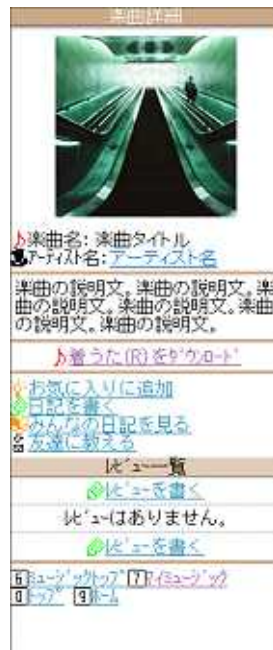 楽曲詳細
楽曲名: 楽曲タイトル
ｱｰﾃｨｽﾄ名: アーティスト名
楽曲の説明文。楽曲の説明文。楽
曲の説明文。楽曲の説明文。楽曲
の説明文。楽曲の説明文。
着うた(R)をﾀﾞｳﾝﾛｰﾄﾞ
お気に入りに追加
日記を書く
みんなの日記を見る
友達に教える
ﾚﾋﾞｭｰ一覧
ﾚﾋﾞｭｰを書く
ﾚﾋﾞｭｰはありません。
ﾚﾋﾞｭｰを書く
6ﾐｭｰｼﾞｯｸﾄｯﾌﾟ 7ﾏｲﾐｭｰｼﾞｯｸ
ﾄｯﾌﾟ 9ﾎｰﾑ